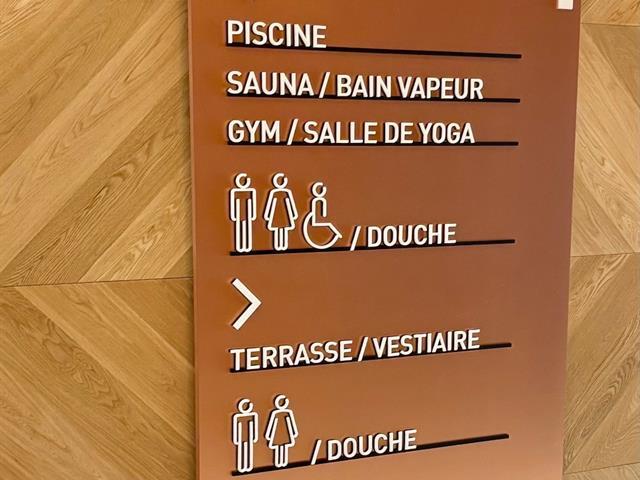 PISCINE
SAUNA / BAIN VAPEUR
GYM / SALLE DE YOGA
/ DOUCHE
TERRASSE / VESTIAIRE
/ DOUCHE